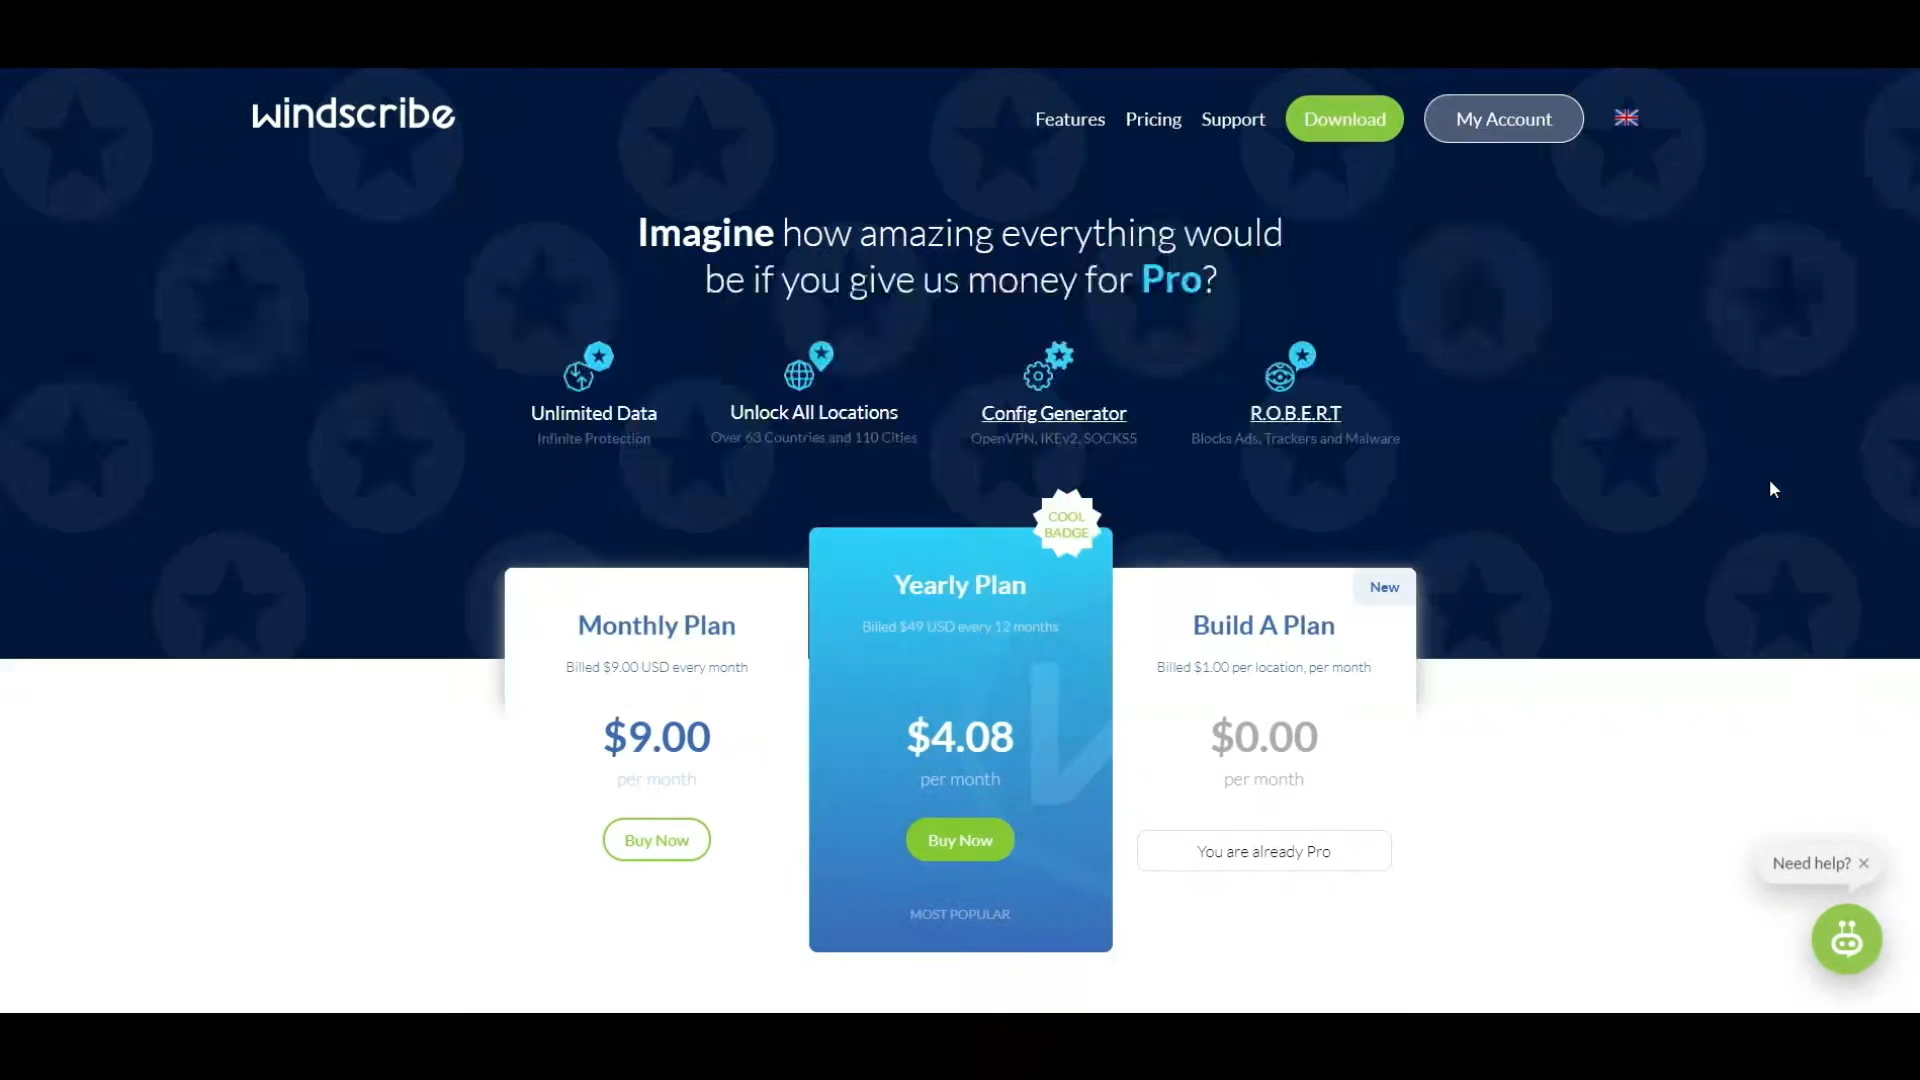 windscribe
Features Pricing Support Download My Account
Imagine how amazing everything would
be if you give us money for Pro?
Unlimited Data
Infinite Protection
Unlock All Locations
Over 63 Countries and 110 Cities
Config Generator
OpenVPN, IKEv2, SOCKS5
R.O.B.E.R.T
Blocks Ads, Trackers and Malware
Monthly Plan
Billed $9.00 USD every month
$9.00
per month
Buy Now
COOL
BADGE
Yearly Plan
Billed $49 USD every 12 months
$4.08
per month
Buy Now
MOST POPULAR
New
Build A Plan
Billed $1.00 per location, per month
$0.00
per month
You are already Pro
Need help? ×